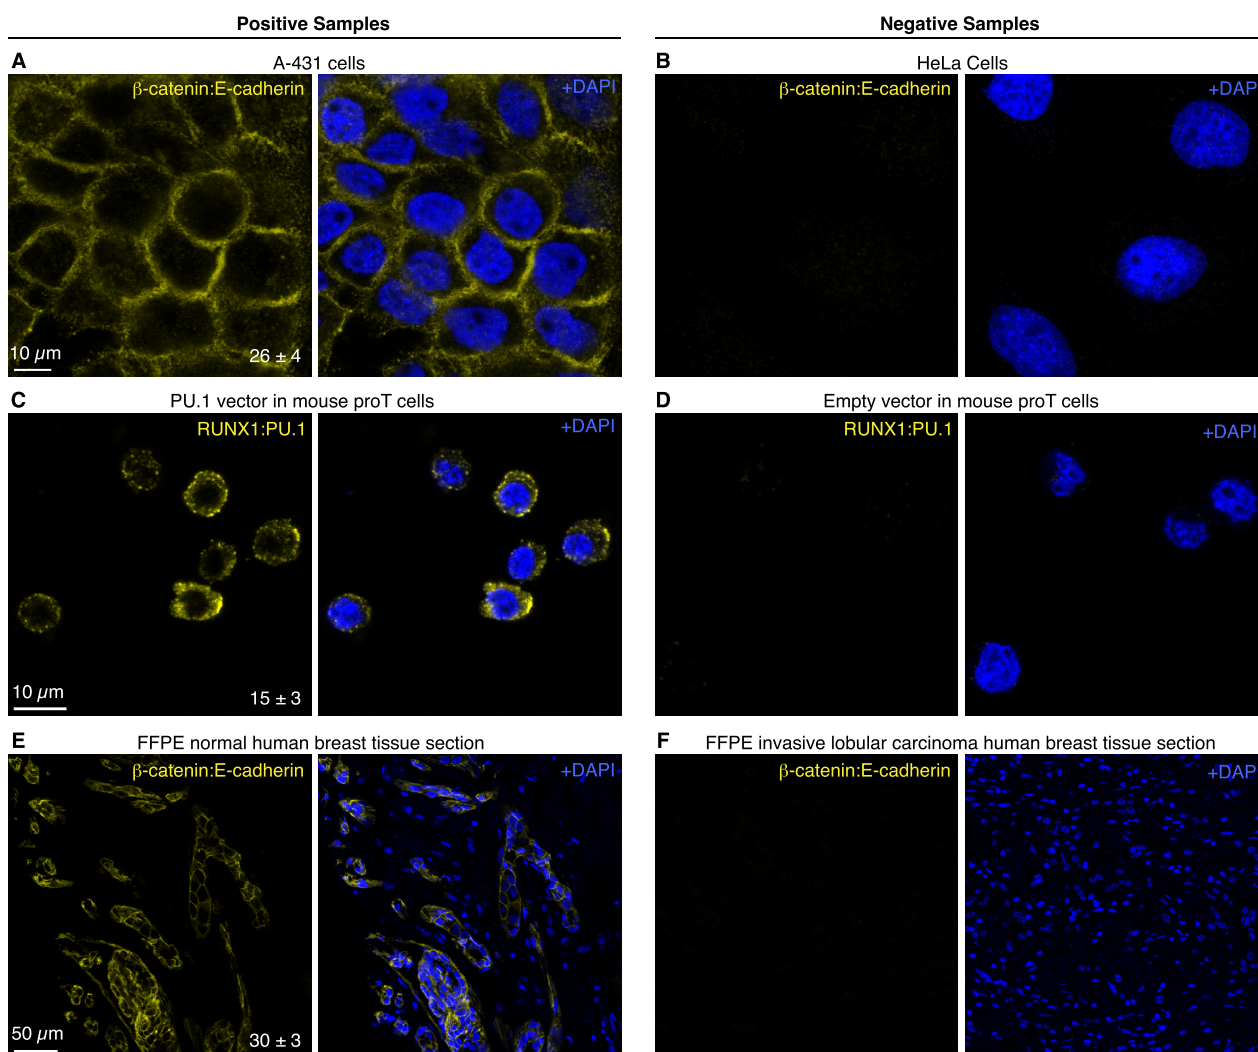 Positive Samples
Negative Samples
A
A-431 cells
β-catenin:E-cadherin
+DAPI
10 µm
26 ± 4
B
HeLa Cells
β-catenin:E-cadherin
+DAP
C
PU.1 vector in mouse proT cells
RUNX1:PU.1
+DAPI
10 µm
15 ± 3
D
Empty vector in mouse proT cells
RUNX1:PU.1
+DAPI
E
FFPE normal human breast tissue section
β-catenin:E-cadherin
+DAPI
50 µm
30 ± 3
F
FFPE invasive lobular carcinoma human breast tissue section
β-catenin:E-cadherin
+DAP